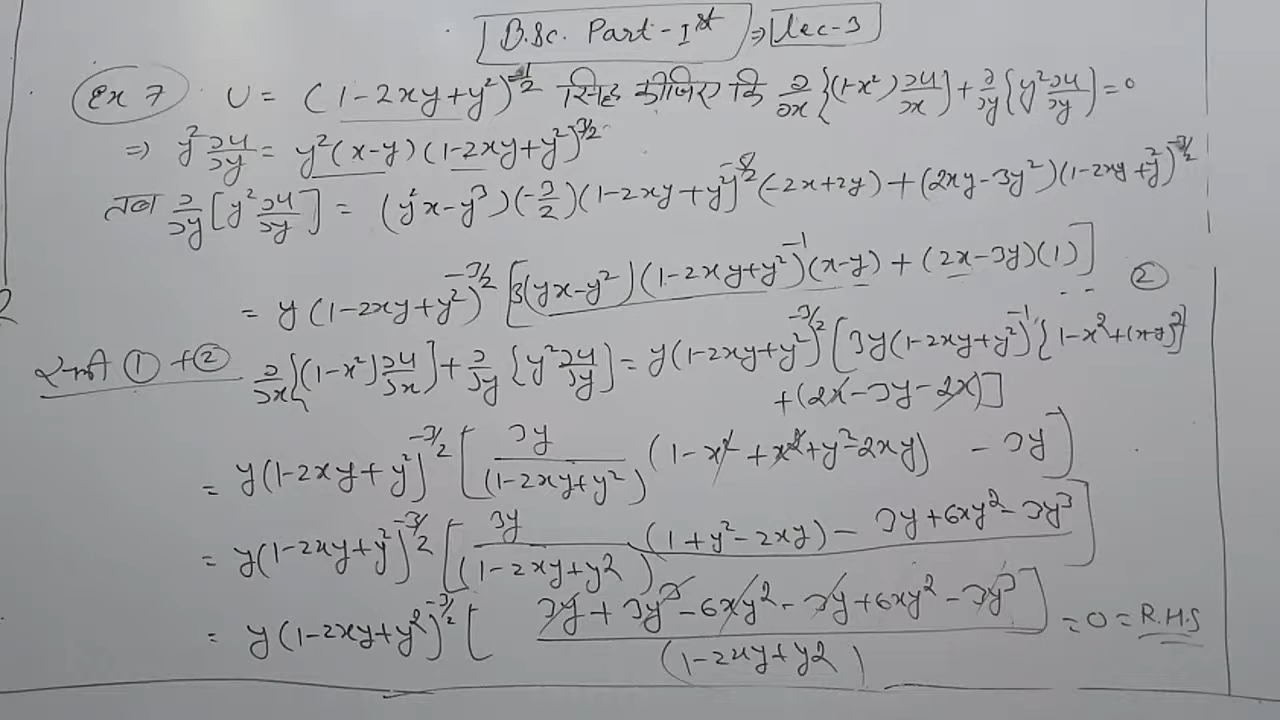 B.Sc. Part-Ist ⇒ Lec-3
Ex 7 U = (1-2xy+y²)^-1/2 सिद्ध कीजिए कि ∂/∂x {(1-x²) ∂u/∂x} + ∂/∂y {y² ∂u/∂y} = 0
⇒ y² ∂u/∂y = y²(x-y) (1-2xy+y²)^3/2
तब ∂/∂y [y² ∂u/∂y] = (y²x-y³)(-3/2)(1-2xy+y²)^-5/2 (-2x+2y) + (2xy-3y²)(1-2xy+y²)^-3/2
= y (1-2xy+y²)^-3/2 [3(yx-y²)(1-2xy+y²)^-1 (x-y) + (2x-3y)(1)] ②
① + ② ∂/∂x {(1-x²) ∂u/∂x} + ∂/∂y {y² ∂u/∂y} = y(1-2xy+y²)^-3/2 [3y(1-2xy+y²)^-1 {1-x²+(x-y)²}
+(2x-3y-2x)]
= y(1-2xy+y²)^-3/2 [3y/(1-2xy+y²) (1-x²+x²+y²-2xy) - 3y]
= y(1-2xy+y²)^-3/2 [3y (1+y²-2xy) - 3y+6xy²-3y³/(1-2xy+y2)]
= y(1-2xy+y²)^-3/2 [3y+3y³-6xy²-3y+6xy²-3y³/(1-2xy+y2)] = 0 = R.H.S